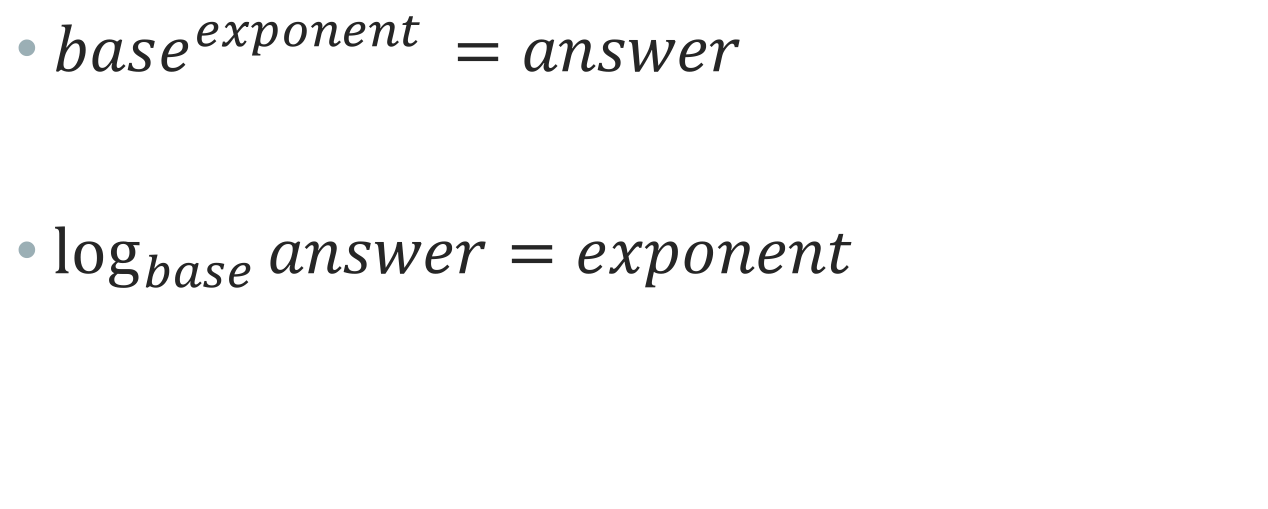 • base^exponent = answer
• log_base answer = exponent